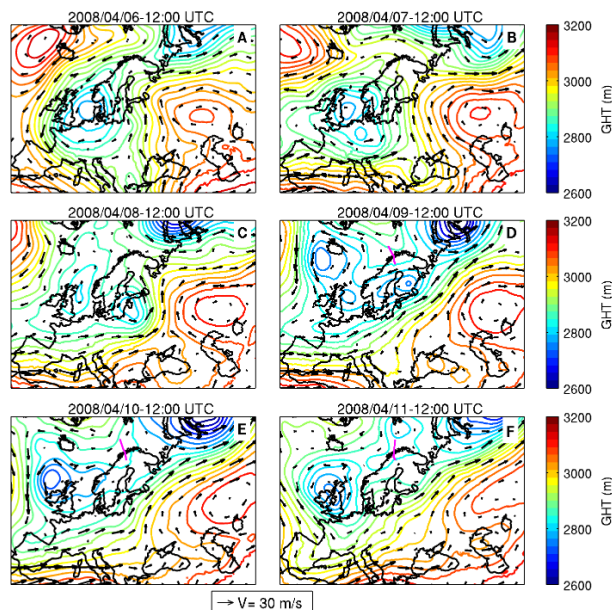 2008/04/06-12:00 UTC
2008/04/07-12:00 UTC
A
B
3200
3000
2800
2600
GHT (m)
2008/04/08-12:00 UTC
2008/04/09-12:00 UTC
C
D
3200
3000
2800
2600
GHT (m)
2008/04/10-12:00 UTC
2008/04/11-12:00 UTC
E
F
3200
3000
2800
2600
GHT (m)
→ V= 30 m/s